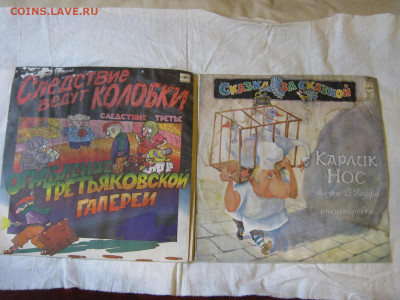 COINS.LAVE.RU
Следствие
ведут КОЛОБКИ
СЛЕДСТВИЕ ТРЕТЬЕ
ОГРАБЛЕНИЕ
ТРЕТЬЯКОВСКОЙ
ГАЛЕРЕИ
СКАЗКА ЗА СКАЗКОЙ
КАРЛИК
НОС